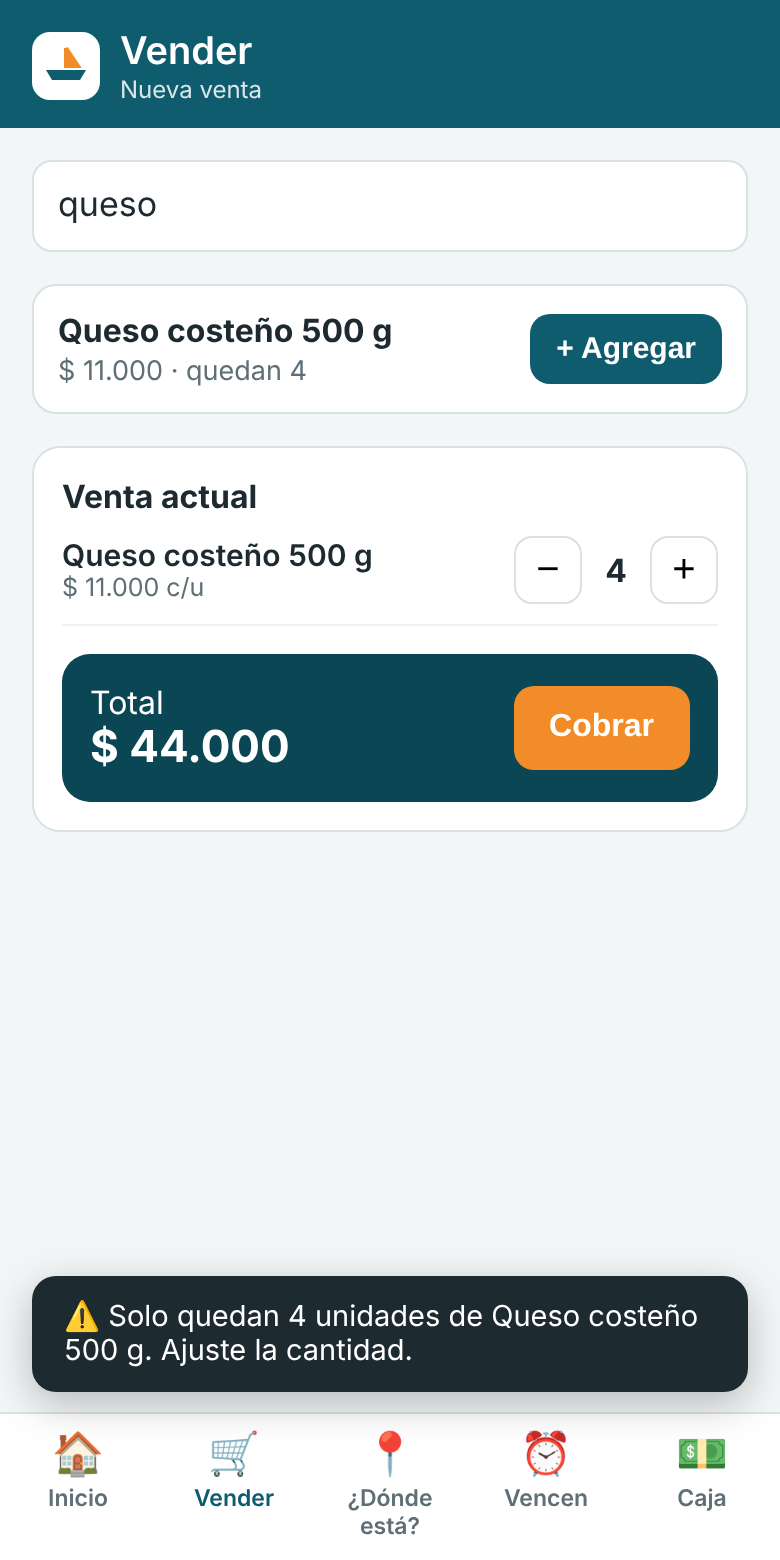 Vender
Nueva venta
queso
Queso costeño 500 g
$ 11.000 · quedan 4
+ Agregar
Venta actual
Queso costeño 500 g
$ 11.000 c/u
− 4 +
Total
$ 44.000
Cobrar
⚠️ Solo quedan 4 unidades de Queso costeño
500 g. Ajuste la cantidad.
Inicio
Vender
¿Dónde
está?
Vencen
Caja